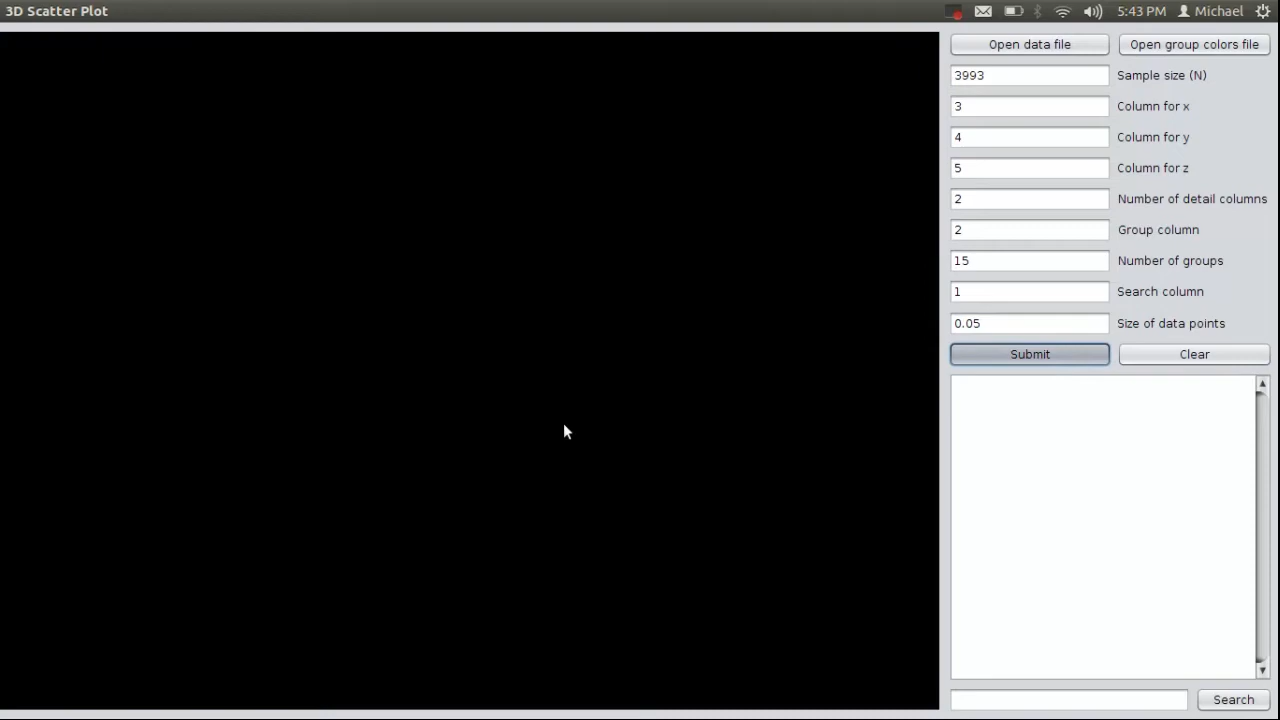 3D Scatter Plot
5:43 PM Michael
Open data file Open group colors file
3993 Sample size (N)
3 Column for x
4 Column for y
5 Column for z
2 Number of detail columns
2 Group column
15 Number of groups
1 Search column
0.05 Size of data points
Submit Clear
Search